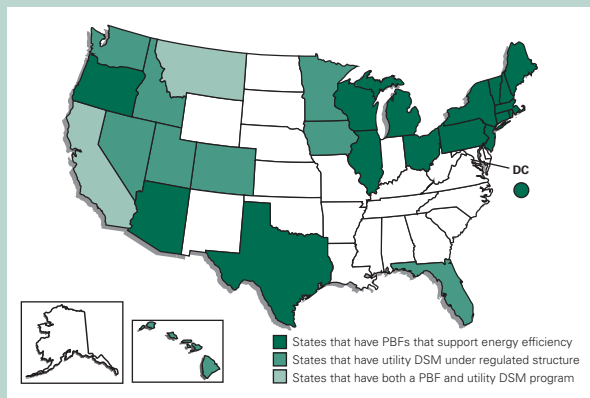 DC
States that have PBFs that support energy efficiency
States that have utility DSM under regulated structure
States that have both a PBF and utility DSM program